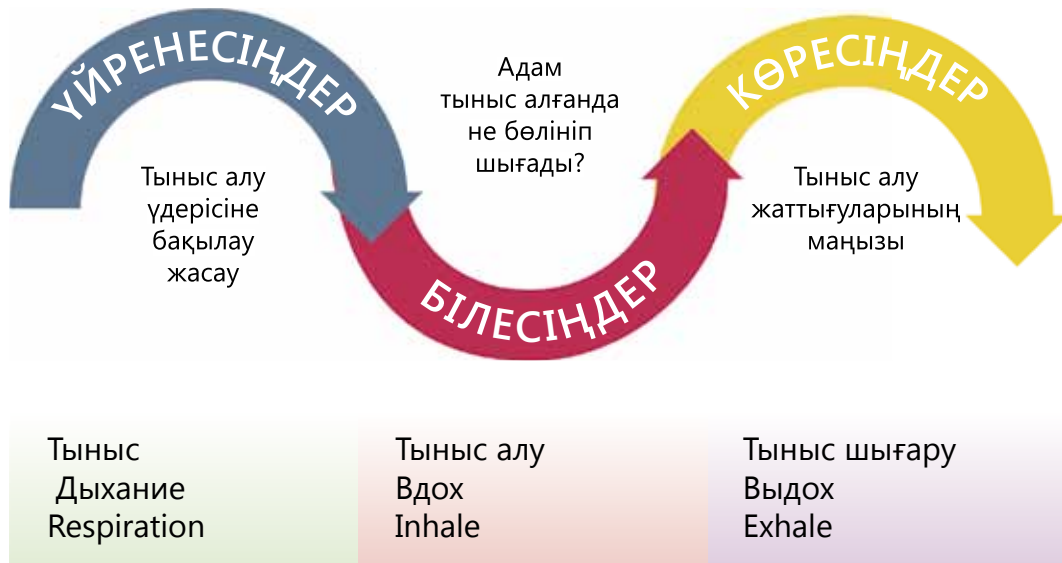 ҮЙРЕНЕСІҢДЕР
Тыныс алу
үдерісіне
бақылау
жасау
Адам
тыныс алғанда
не бөлініп
шығады?
БІЛЕСІҢДЕР
КӨРЕСІҢДЕР
Тыныс алу
жаттығуларының
маңызы
Тыныс
Дыхание
Respiration
Тыныс алу
Вдох
Inhale
Тыныс шығару
Выдох
Exhale